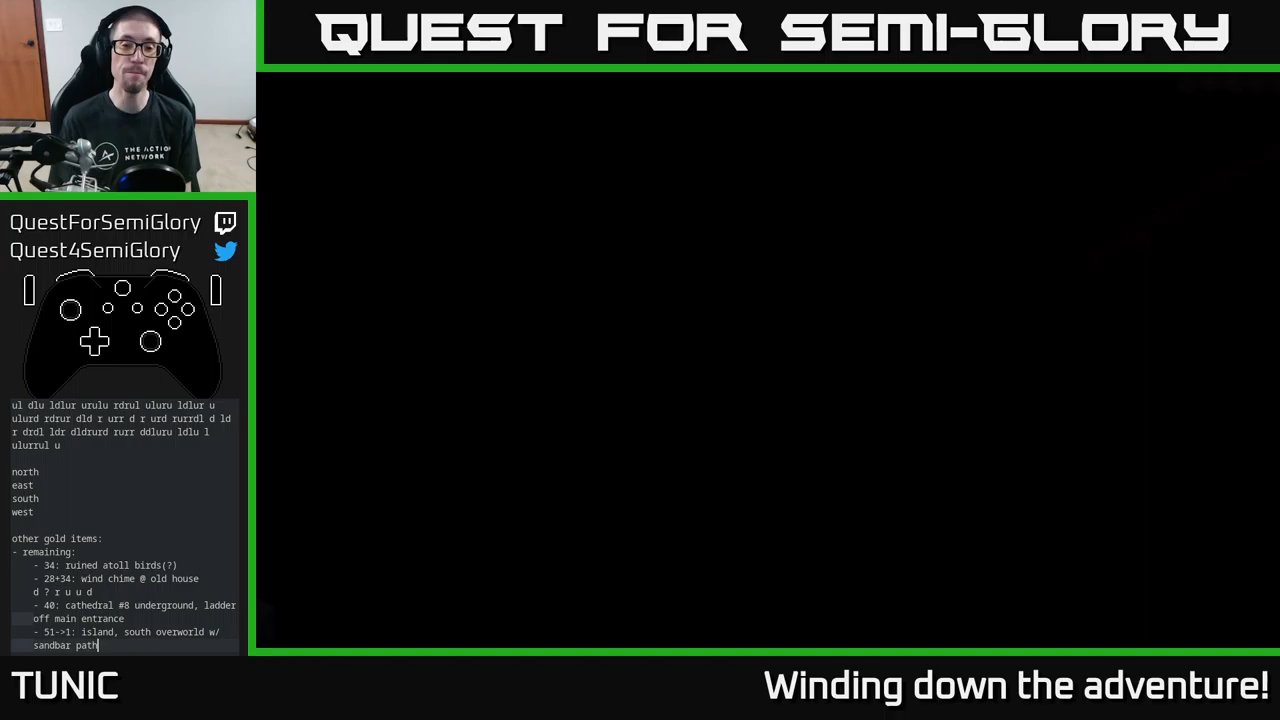 QUEST FOR SEMI-GLORY
THE ACTION
NETWORK
QuestForSemiGlory
Quest4SemiGlory
ul dlu ldlur urulu rdrul uluru ldlur u
ulurd rdrur dld r urr d r urd rurrdl d ld
r drdl ldr dldrurd rurr ddluru ldlu l
ulurrul u
north
east
south
west
other gold items:
- remaining:
- 34: ruined atoll birds(?)
- 28+34: wind chime @ old house
d ? r u u d
- 40: cathedral #8 underground, ladder
off main entrance
- 51->1: island, south overworld w/
sandbar path
TUNIC
Winding down the adventure!